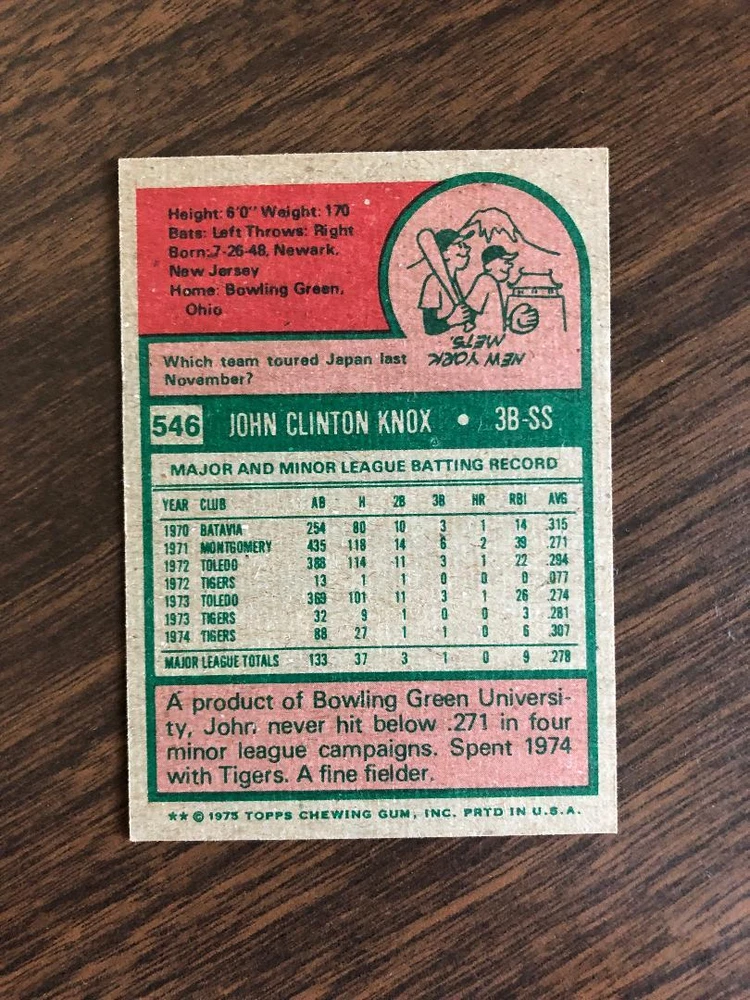 Height: 6'0" Weight: 170
Bats: Left Throws: Right
Born: 7-26-48, Newark,
New Jersey
Home: Bowling Green,
Ohio
Which team toured Japan last
November?
NEW YORK
METS.
546 JOHN CLINTON KNOX • 3B-SS
MAJOR AND MINOR LEAGUE BATTING RECORD
YEAR CLUB AB H 2B 3B HR RBI AVG
1970 BATAVIA 254 80 10 3 1 14 .315
1971 MONTGOMERY 435 118 14 6 2 39 .271
1972 TOLEDO 388 114 11 3 1 22 .294
1972 TIGERS 13 1 1 0 0 0 .077
1973 TOLEDO 369 101 11 3 1 26 .274
1973 TIGERS 32 9 1 0 0 3 .281
1974 TIGERS 88 27 1 1 0 6 .307
MAJOR LEAGUE TOTALS 133 37 3 1 0 9 .278
A product of Bowling Green Universi-
ty, John never hit below .271 in four
minor league campaigns. Spent 1974
with Tigers. A fine fielder.
** © 1975 TOPPS CHEWING GUM, INC. PRTD IN U.S.A.